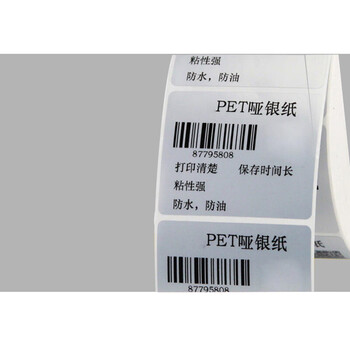 粘性强
防水，防油
PET哑银纸
87795808
打印清楚 保存时间长
粘性强
防水，防油
PET哑银纸
87795808